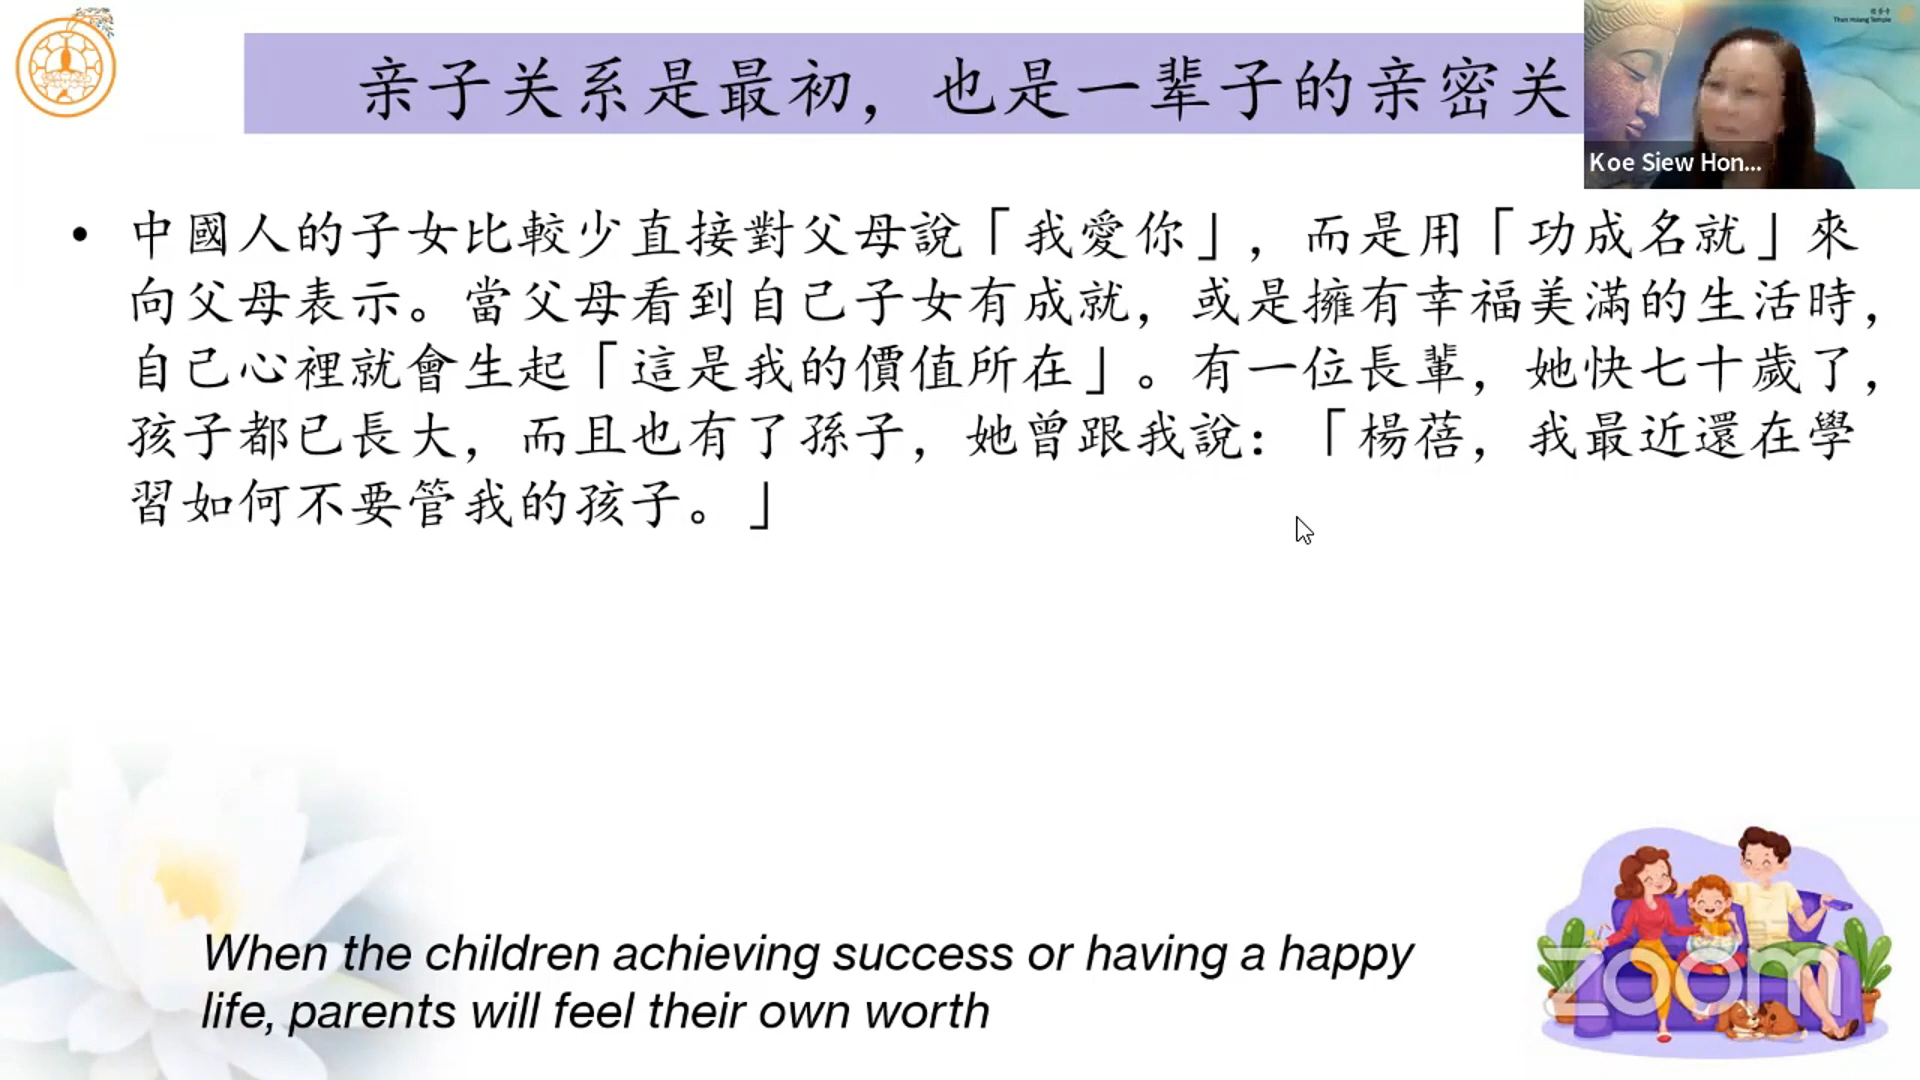 亲子关系是最初，也是一辈子的亲密关
Than Hsiang Temple
Koe Siew Hon...
• 中國人的子女比較少直接對父母說「我愛你」，而是用「功成名就」來
向父母表示。當父母看到自己子女有成就，或是擁有幸福美滿的生活時，
自己心裡就會生起「這是我的價值所在」。有一位長輩，她快七十歲了，
孩子都已長大，而且也有了孫子，她曾跟我說：「楊蓓，我最近還在學
習如何不要管我的孩子。」
When the children achieving success or having a happy
life, parents will feel their own worth
zoom